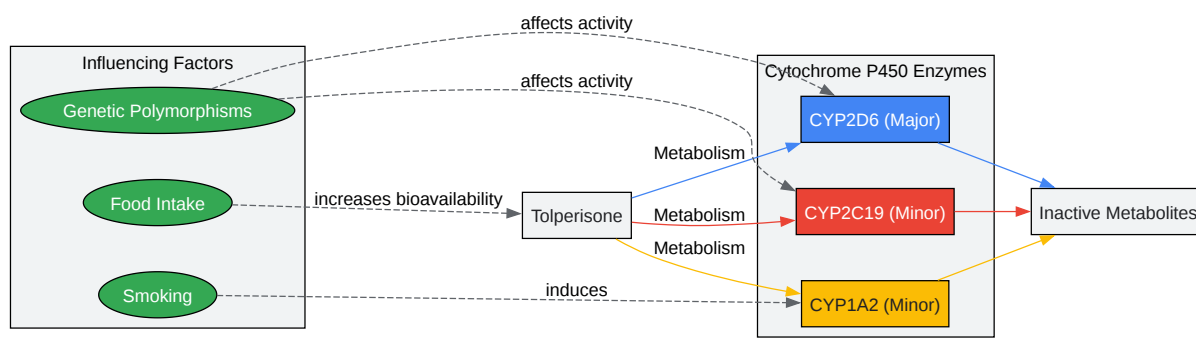 affects activity
Influencing Factors
Genetic Polymorphisms
affects activity
Cytochrome P450 Enzymes
CYP2D6 (Major)
Metabolism
Food Intake
increases bioavailability
Tolperisone
Metabolism
CYP2C19 (Minor)
Inactive Metabolites
Metabolism
Smoking
induces
CYP1A2 (Minor)